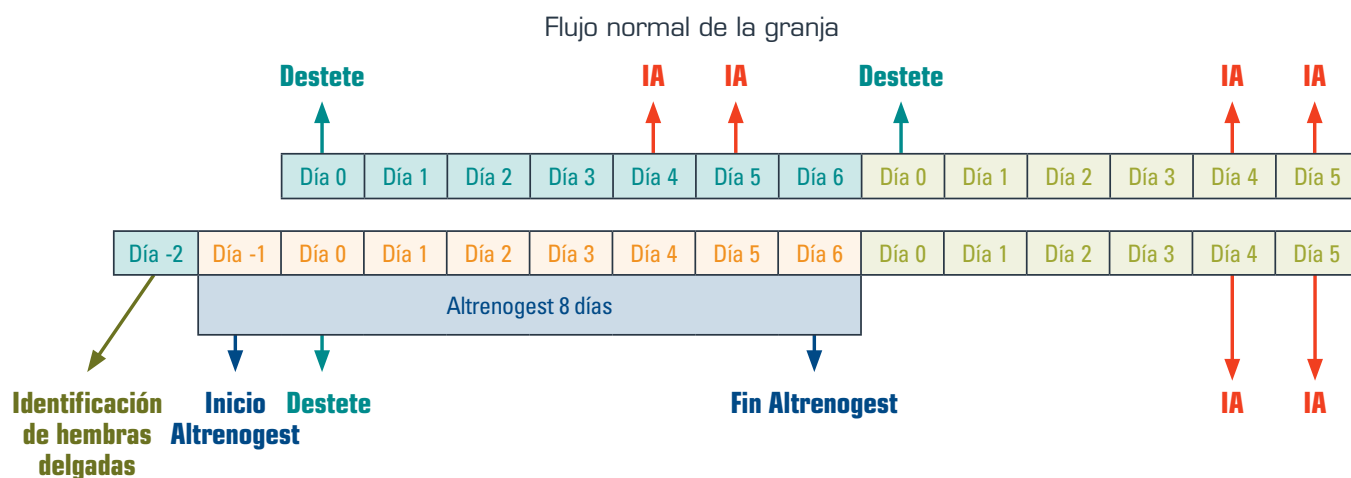 Flujo normal de la granja
Destete IA IA Destete IA IA
Día 0 Día 1 Día 2 Día 3 Día 4 Día 5 Día 6 Día 0 Día 1 Día 2 Día 3 Día 4 Día 5
Día -2 Día -1 Día 0 Día 1 Día 2 Día 3 Día 4 Día 5 Día 6 Día 0 Día 1 Día 2 Día 3 Día 4 Día 5
Altrenogest 8 días
Identificación
de hembras
delgadas
Inicio
Altrenogest
Destete
Fin Altrenogest
IA
IA